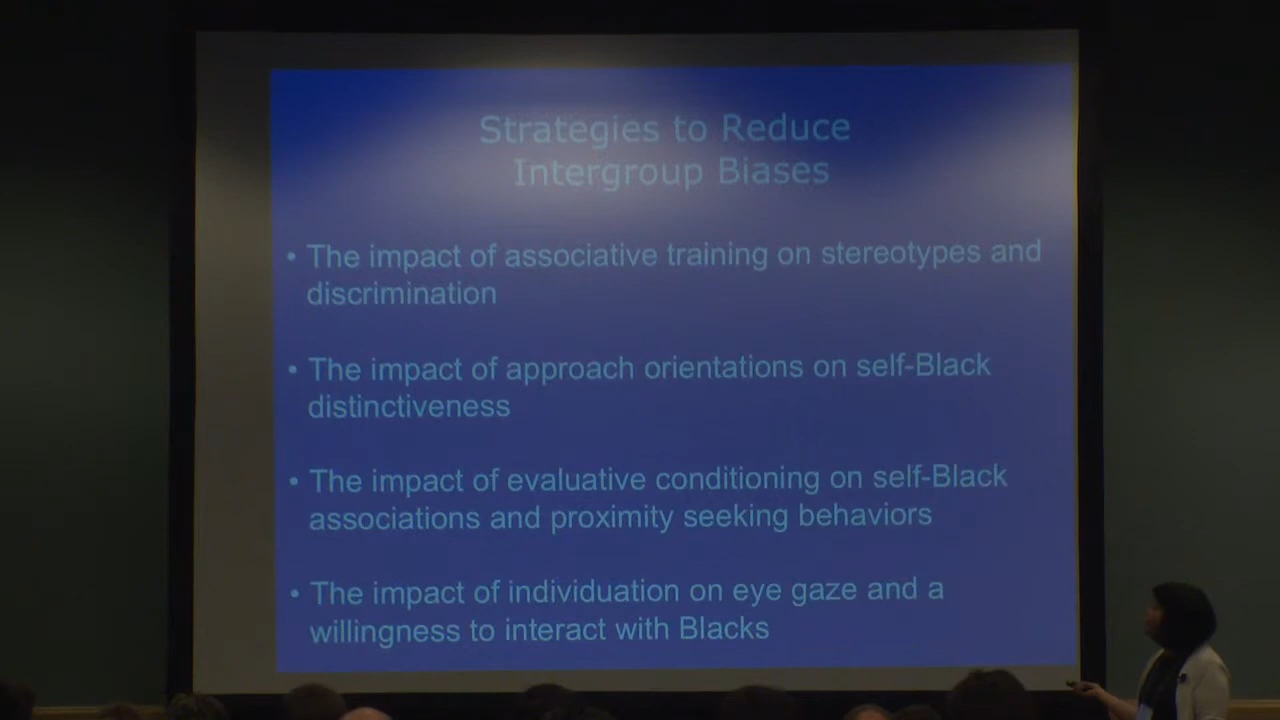 Strategies to Reduce
Intergroup Biases
• The impact of associative training on stereotypes and
discrimination
• The impact of approach orientations on self-Black
distinctiveness
• The impact of evaluative conditioning on self-Black
associations and proximity seeking behaviors
• The impact of individuation on eye gaze and a
willingness to interact with Blacks